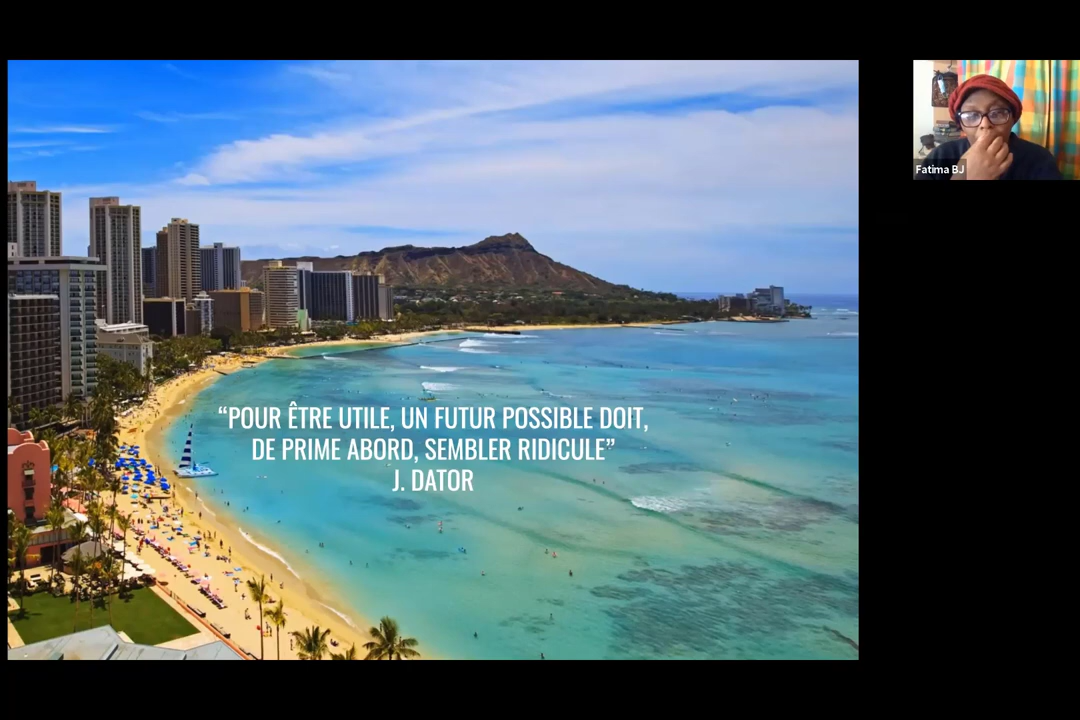 “POUR ÊTRE UTILE, UN FUTUR POSSIBLE DOIT,
DE PRIME ABORD, SEMBLER RIDICULE”
J. DATOR
Fatima BJ